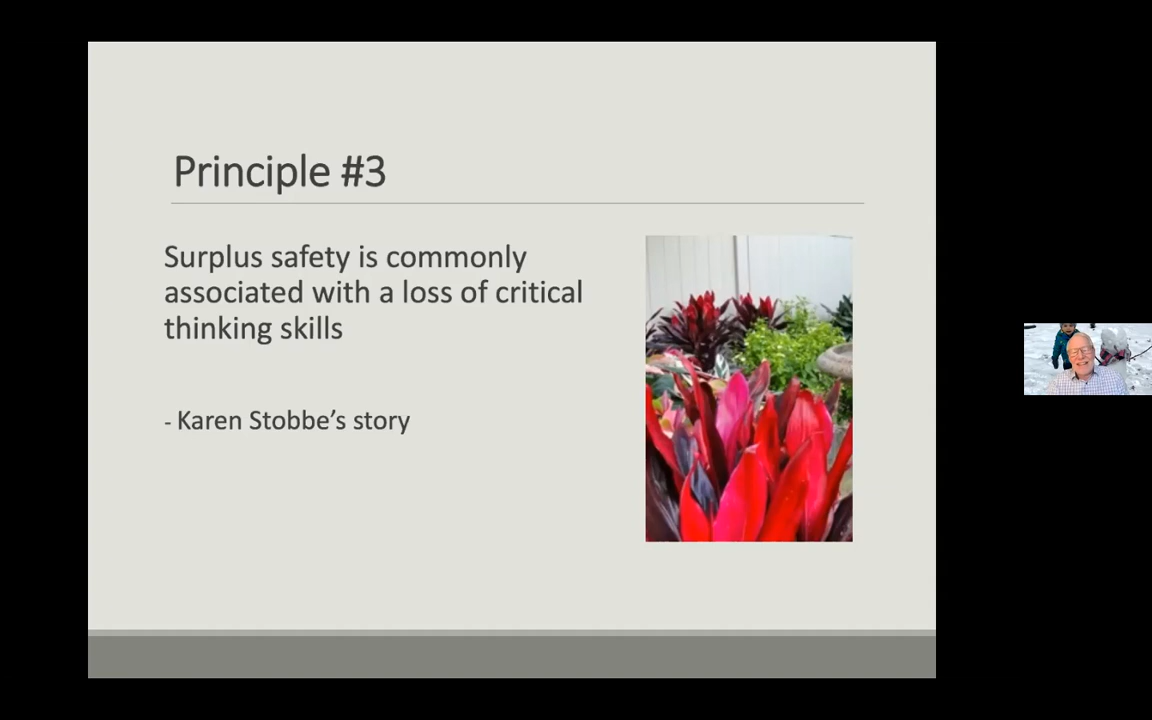 Principle #3
Surplus safety is commonly
associated with a loss of critical
thinking skills
- Karen Stobbe’s story